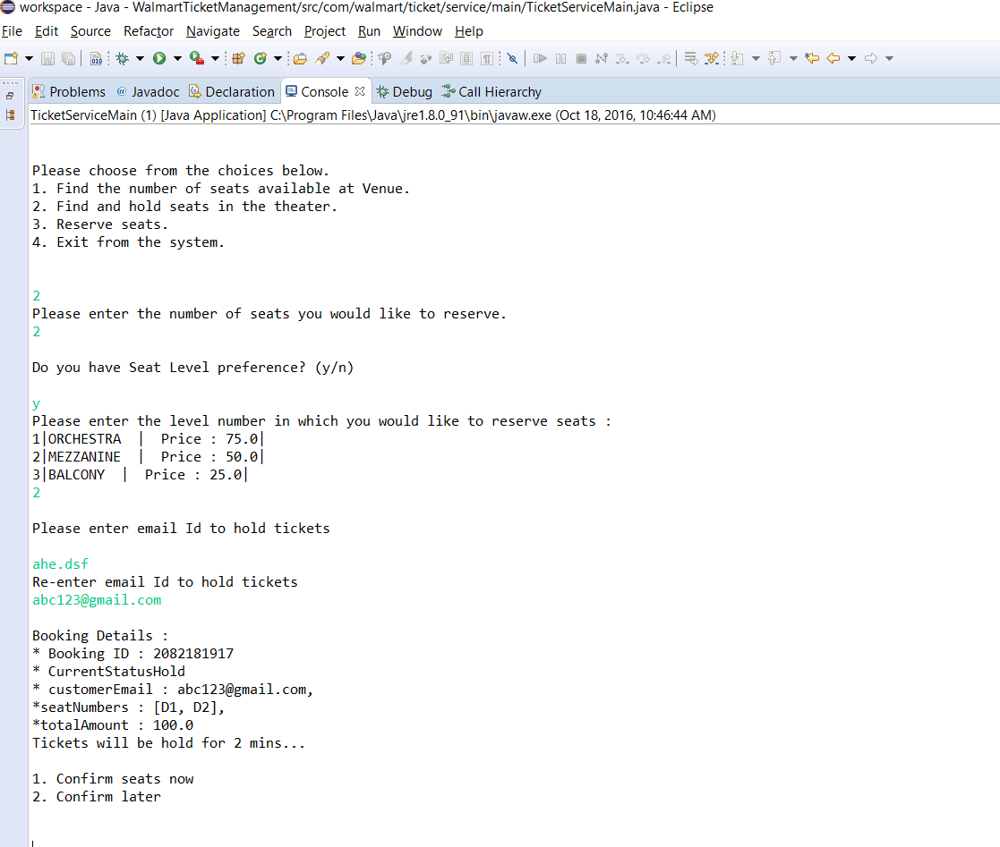 workspace - Java - WalmartTicketManagement/src/com/walmart/ticket/service/main/TicketServiceMain.java - Eclipse
File Edit Source Refactor Navigate Search Project Run Window Help
010
Problems @ Javadoc Declaration Console Debug Call Hierarchy
TicketServiceMain (1) [Java Application] C:\Program Files\Java\jre1.8.0_91\bin\javaw.exe (Oct 18, 2016, 10:46:44 AM)
Please choose from the choices below.
1. Find the number of seats available at Venue.
2. Find and hold seats in the theater.
3. Reserve seats.
4. Exit from the system.
2
Please enter the number of seats you would like to reserve.
2
Do you have Seat Level preference? (y/n)
y
Please enter the level number in which you would like to reserve seats :
1|ORCHESTRA  |  Price : 75.0|
2|MEZZANINE  |  Price : 50.0|
3|BALCONY  |  Price : 25.0|
2
Please enter email Id to hold tickets
ahe.dsf
Re-enter email Id to hold tickets
abc123@gmail.com
Booking Details :
* Booking ID : 2082181917
* CurrentStatusHold
* customerEmail : abc123@gmail.com,
*seatNumbers : [D1, D2],
*totalAmount : 100.0
Tickets will be hold for 2 mins...
1. Confirm seats now
2. Confirm later